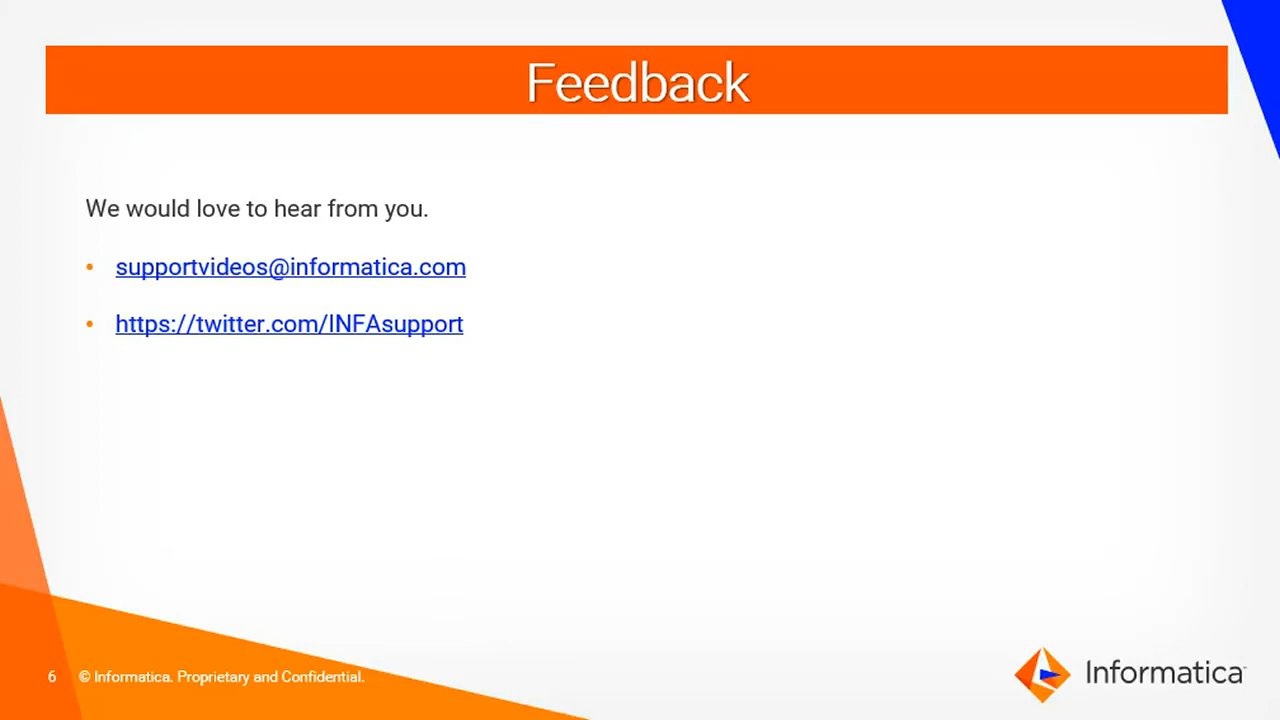 Feedback
We would love to hear from you.
• supportvideos@informatica.com
• https://twitter.com/INFAsupport
6 © Informatica. Proprietary and Confidential.
Informatica™